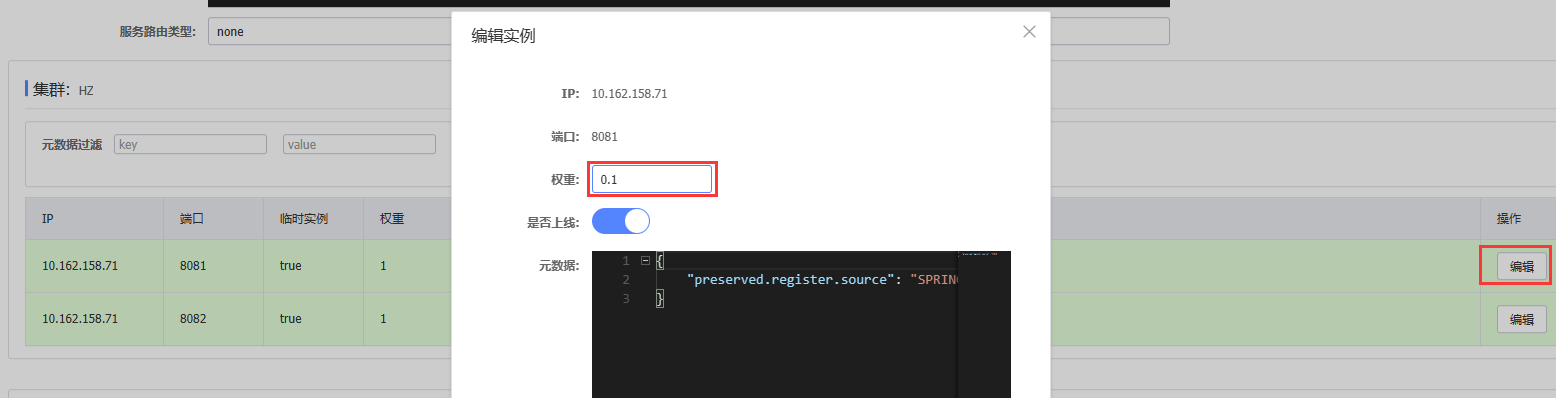 服务路由类型: none
集群: HZ
元数据过滤 key value
IP 端口 临时实例 权重 操作
10.162.158.71 8081 true 1 编辑
10.162.158.71 8082 true 1 编辑
编辑实例
IP: 10.162.158.71
端口: 8081
权重: 0.1
是否上线:
元数据:
1 {
2 "preserved.register.source": "SPRING
3 }